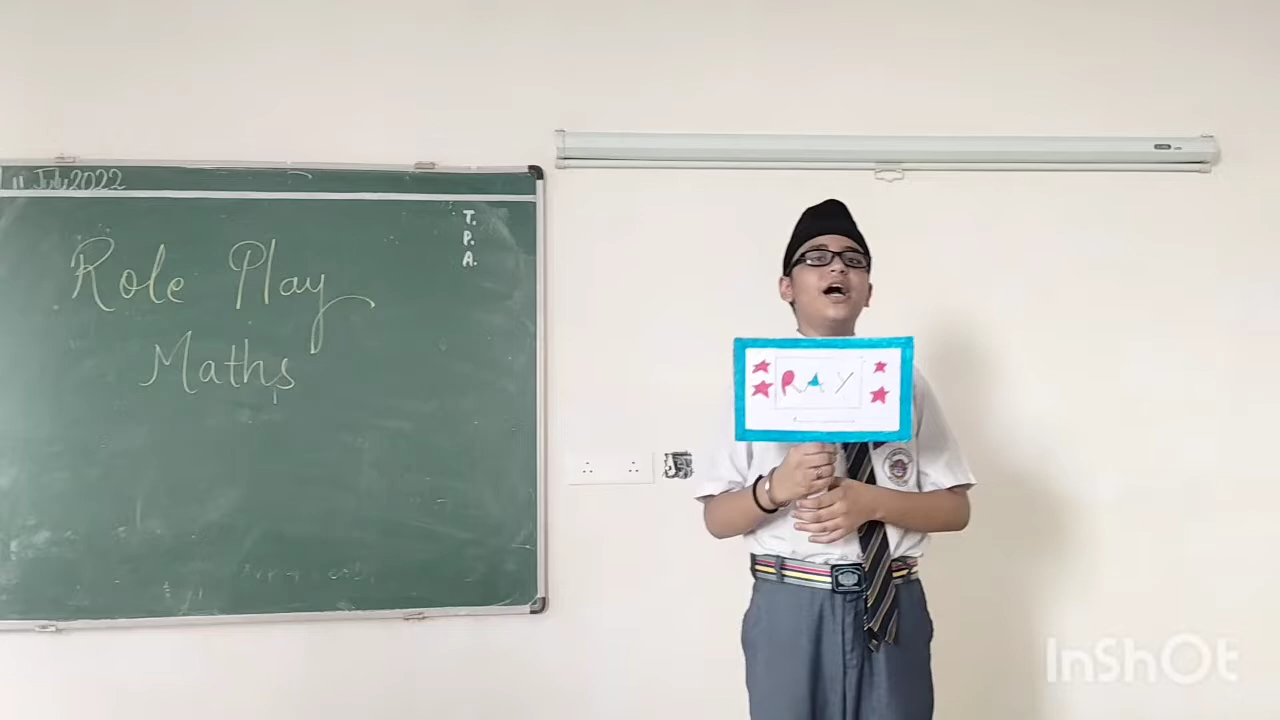 11 July 2022
T.
P.
A.
Role Play
Maths
RAY
InShOt